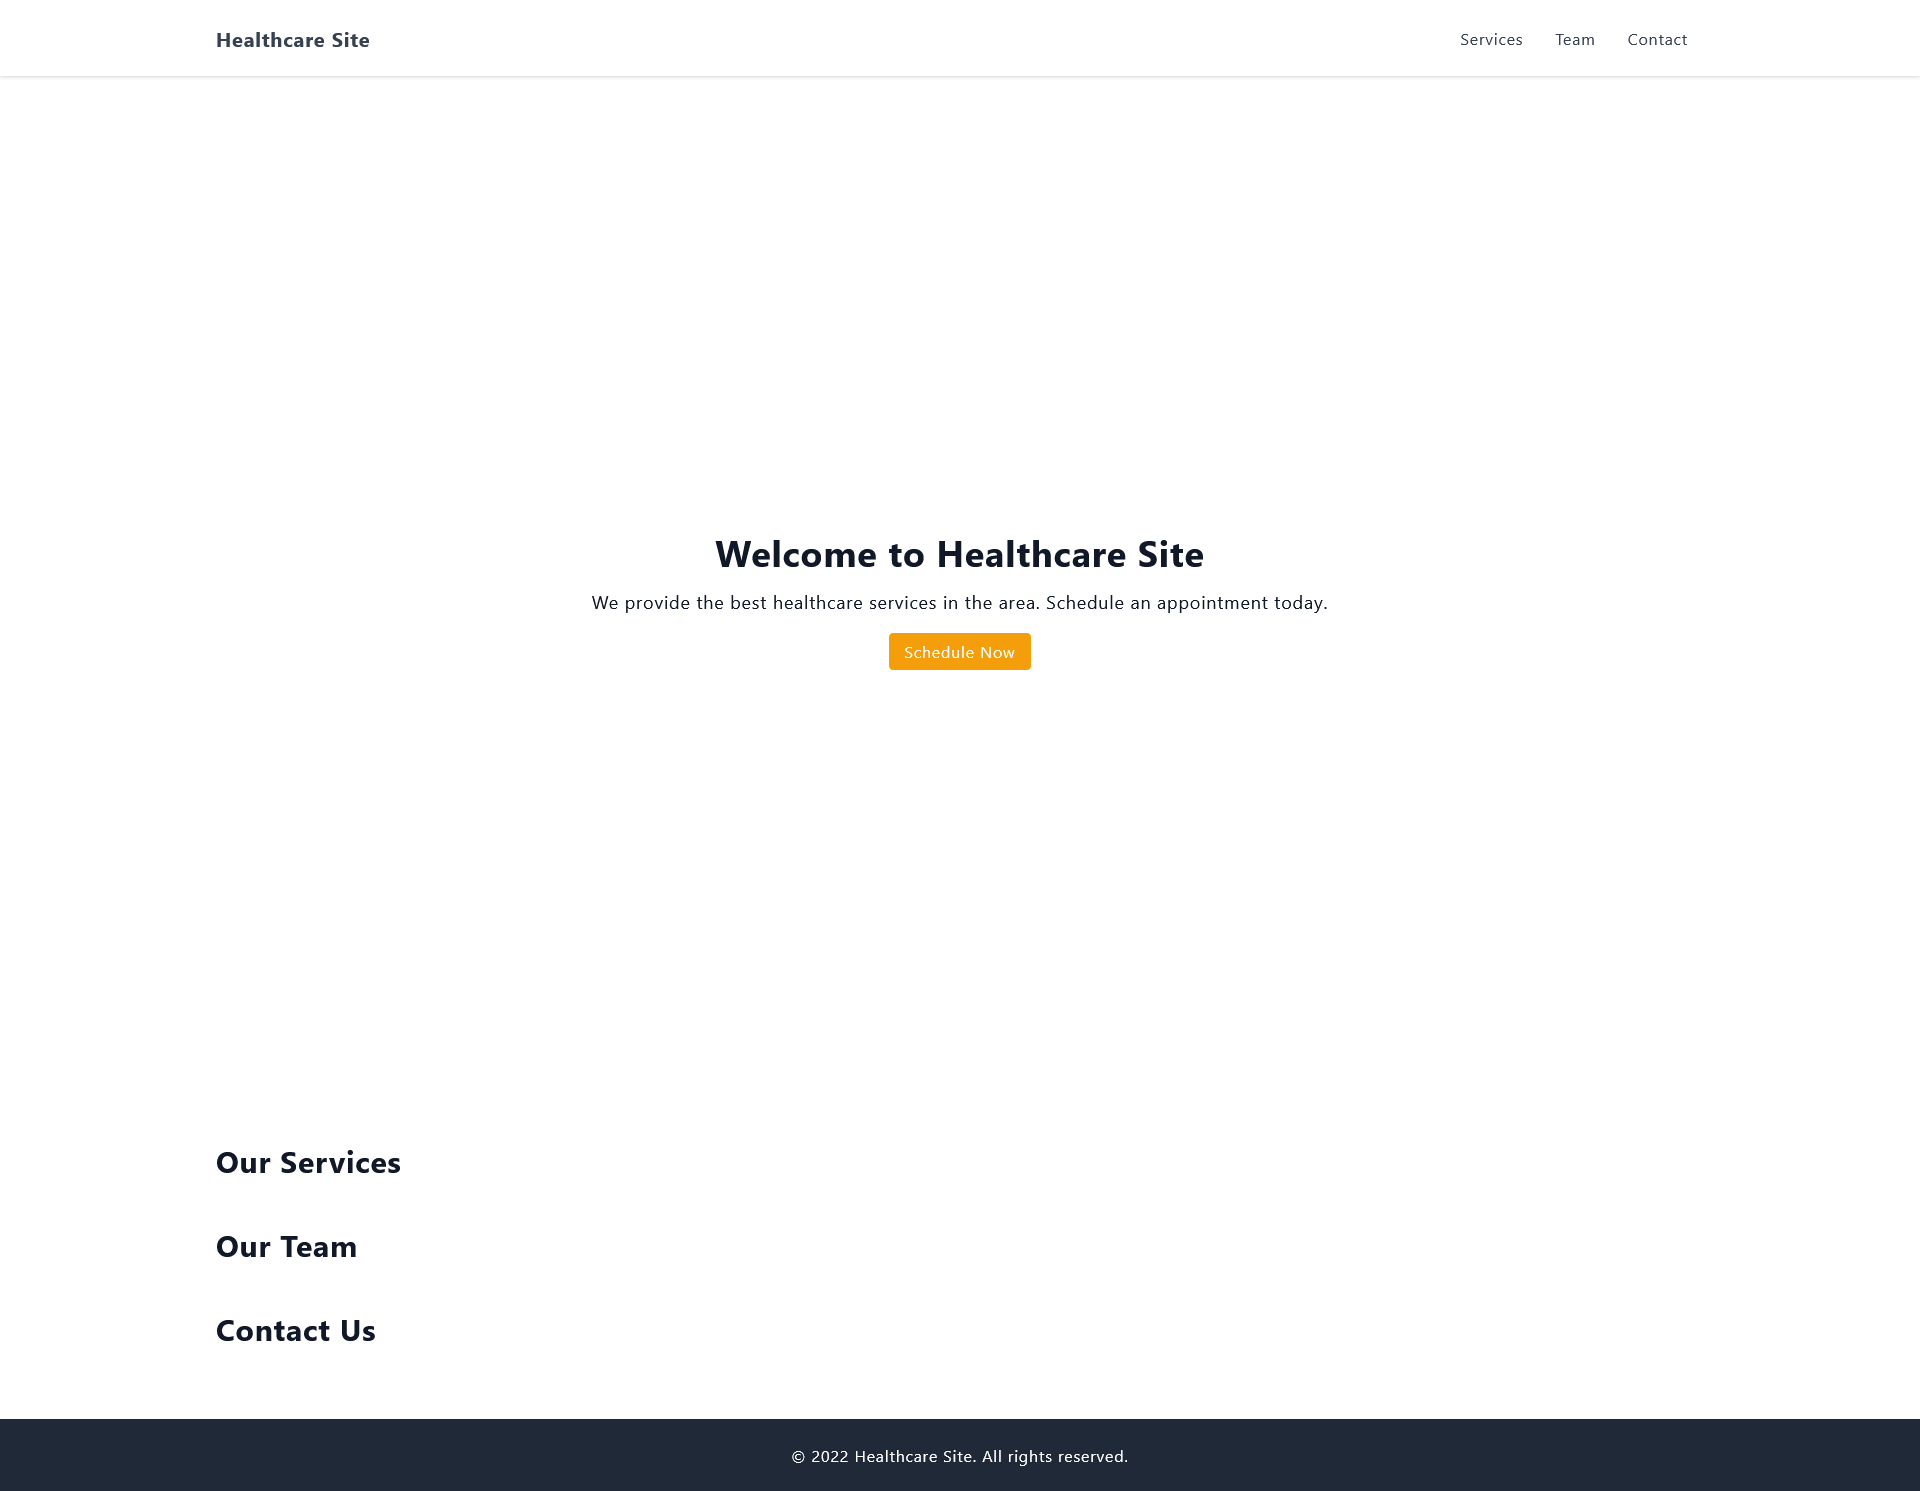 Healthcare Site
Services
Team
Contact
Welcome to Healthcare Site
We provide the best healthcare services in the area. Schedule an appointment today.
Schedule Now
Our Services
Our Team
Contact Us
© 2022 Healthcare Site. All rights reserved.